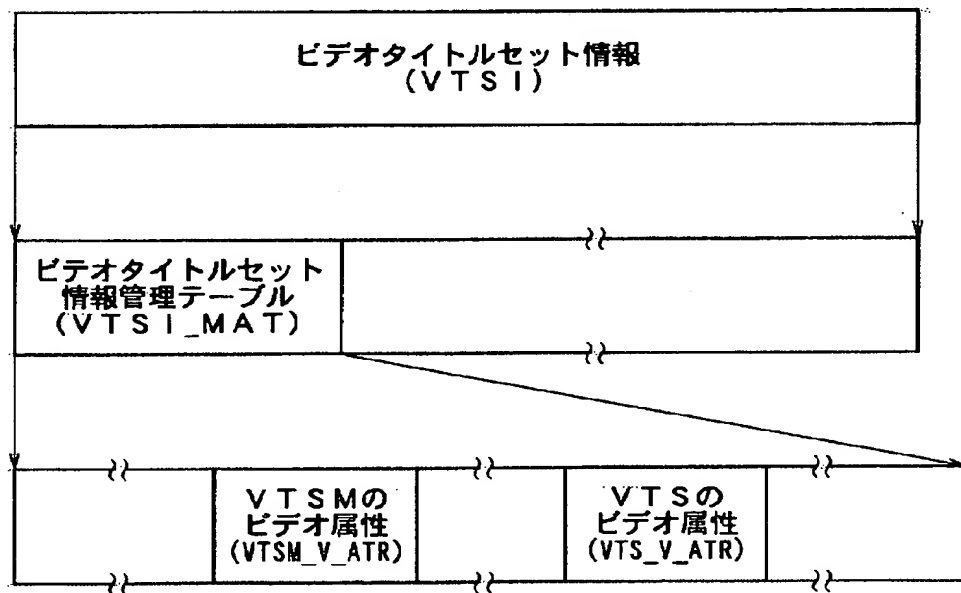 ビデオタイトルセット情報
(VTSI)
ビデオタイトルセット
情報管理テーブル
(VTSI_MAT)
VTSMの
ビデオ属性
(VTSM_V_ATR)
VTSの
ビデオ属性
(VTS_V_ATR)